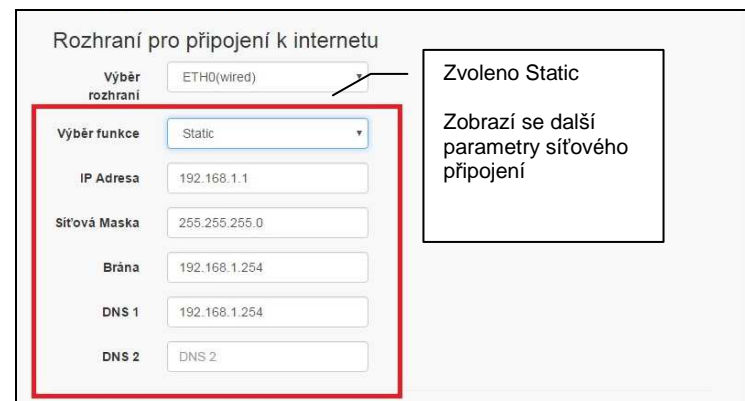 Rozhraní pro připojení k internetu
Výběr rozhraní
ETH0(wired)
Výběr funkce
Static
IP Adresa
192.168.1.1
Síťová Maska
255.255.255.0
Brána
192.168.1.254
DNS 1
192.168.1.254
DNS 2
DNS 2
Zvoleno Static
Zobrazí se další
parametry síťového
připojení